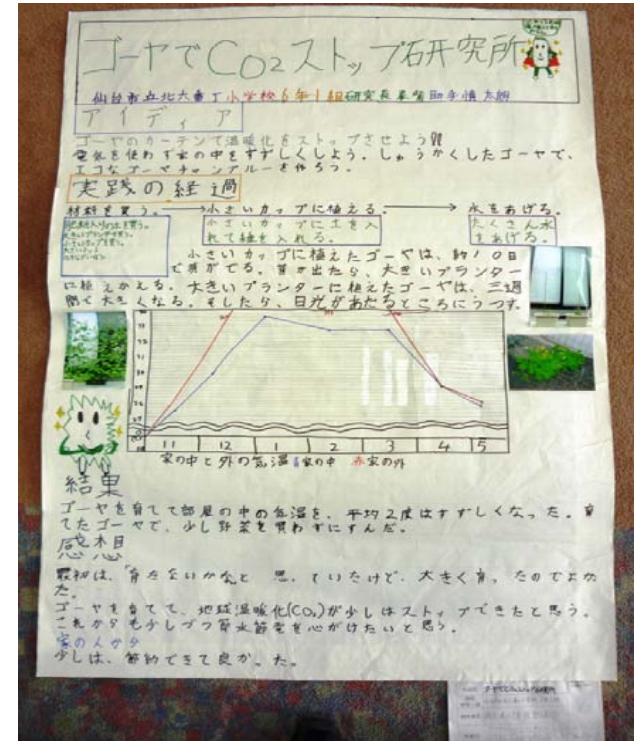 ゴーヤでCO2ストップ研究所
仙台市立北六番丁小学校6年1組研究長 助手慎太朗
アイディア
ゴーヤのカーテンで温暖化をストップさせよう!!
電気を使わず家の中をすずしくしよう。しゅうかくしたゴーヤで、
エコなゴーヤチャンプルーを作ろう。
実践の経過
材料を買う。→小さいカップに植える。→水をあげる。
小さいカップに土を入
れて種を入れる。
たくさん水
をあげる。
小さいカップに植えたゴーヤは、約10日
で芽がでる。芽が出たら、大きいプランター
に植えかえる。大きいプランターに植えたゴーヤは、三週
間で大きくなる。そしたら、日光があたるところにうつす。
11 12 1 2 3 4 5
家の中と外の気温 青家の中 赤家の外
結果
ゴーヤを育てて部屋の中の気温を、平均2度はすずしくなった。育
てたゴーヤで、少し野菜を買わずにすんだ。
感想
最初は、「育たないかな」と思っていたけど、大きく育ったのでよか
た。
ゴーヤを育てて、地球温暖化(CO2)が少しはストップできたと思う。
これからも少しづつ節水節電を心がけたいと思う。
家の人から
少しは、節約できて良かった。